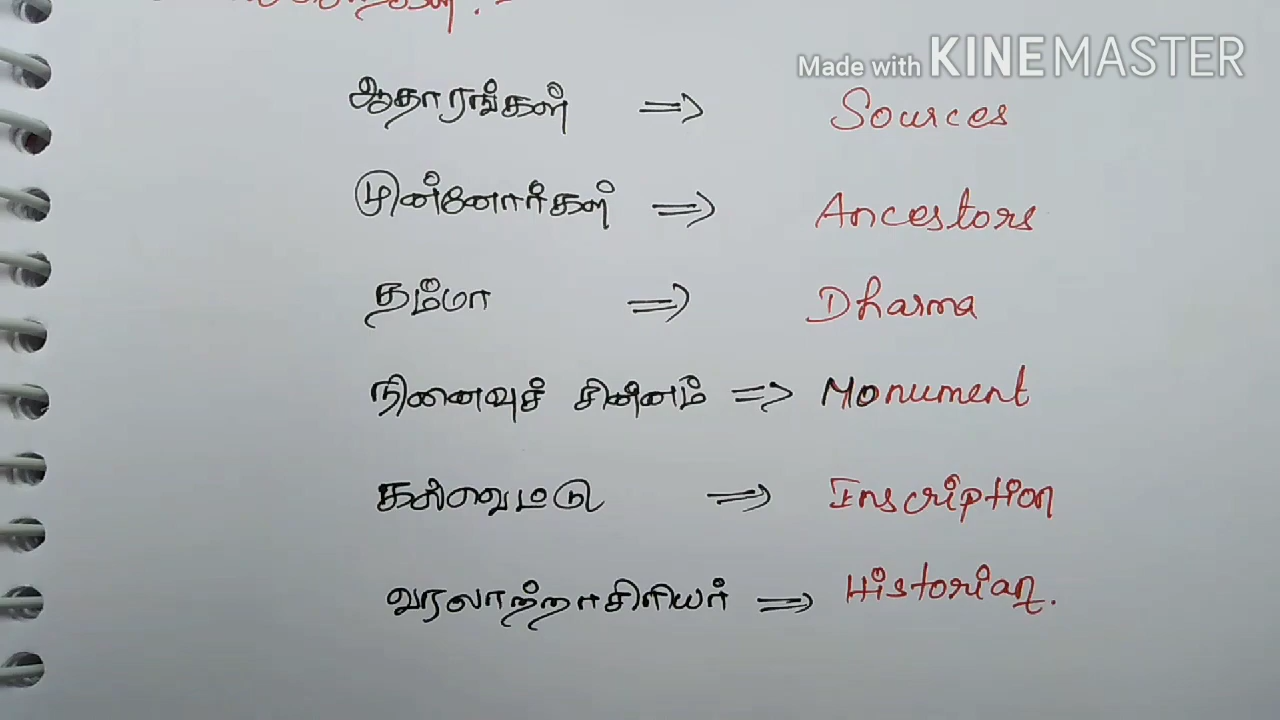 Made with KINEMASTER
ஆதாரங்கள் => Sources
முன்னோர்கள் => Ancestors
தம்மா => Dharma
நினைவுச் சின்னம் => Monument
கல்வெட்டு => Inscription
வரலாற்றாசிரியர் => Historian.